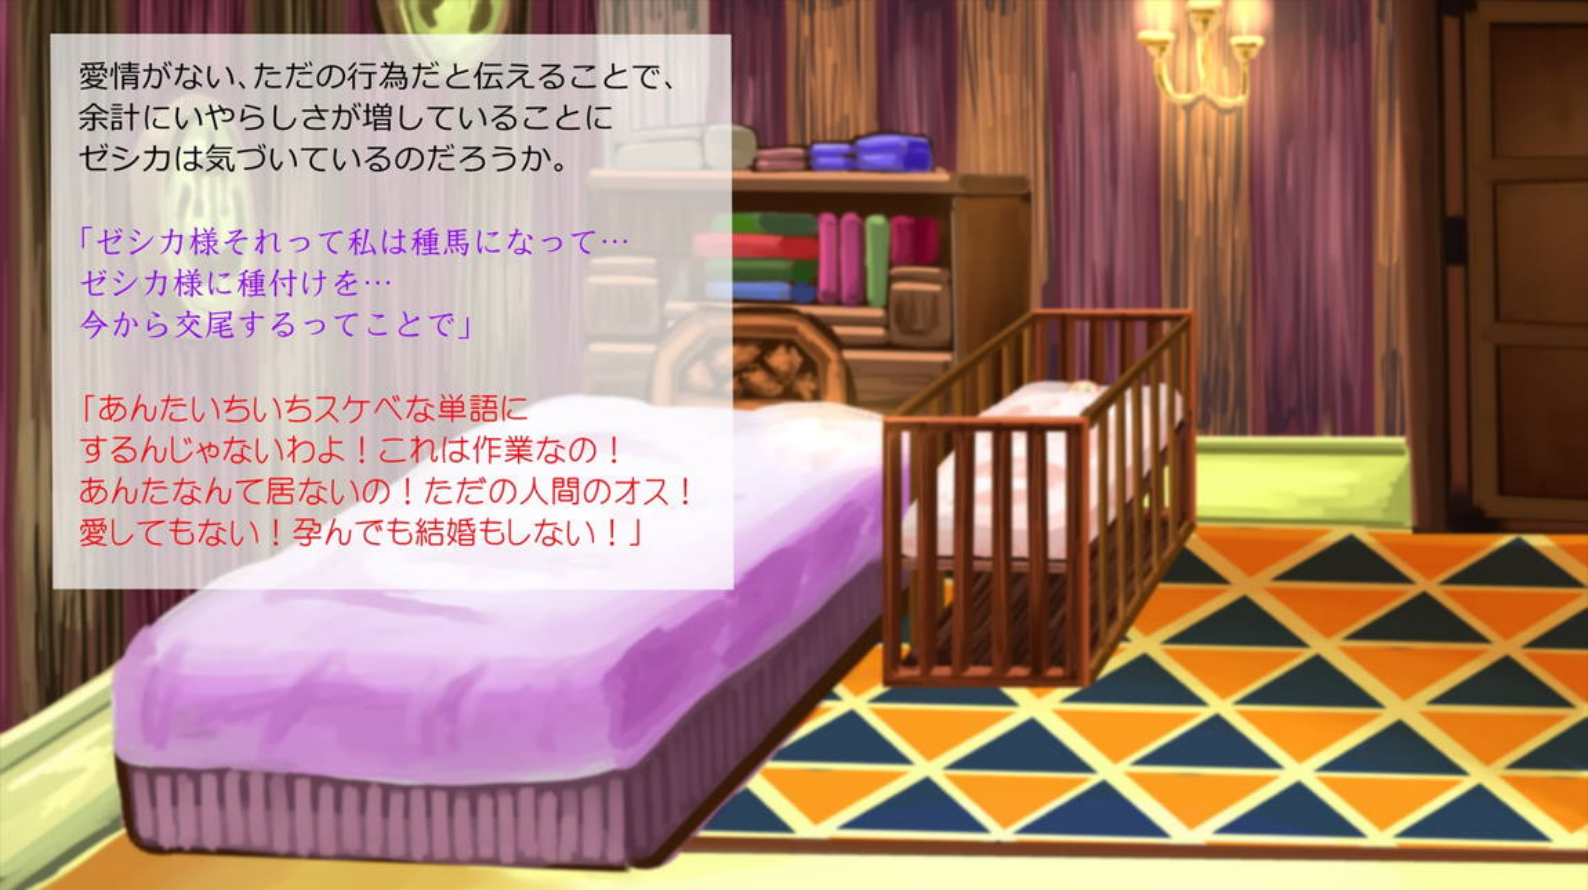 愛情がない、ただの行為だと伝えることで、
余計にいやらしさが増していることに
ゼシカは気づいているのだろうか。
「ゼシカ様それって私は種馬になって…
ゼシカ様に種付けを…
今から交尾するってことで」
「あんたいちいちスケベな単語に
するんじゃないわよ！これは作業なの！
あんたなんて居ないの！ただの人間のオス！
愛してもない！孕んでも結婚もしない！」